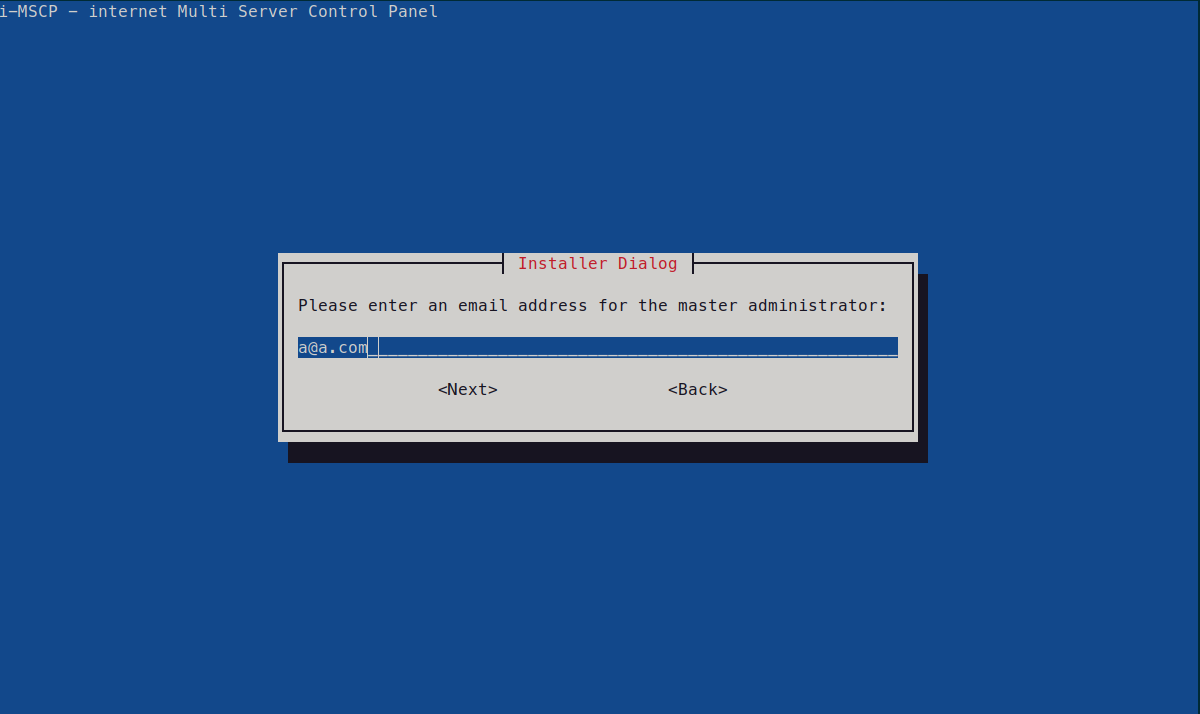 i-MSCP - internet Multi Server Control Panel
Installer Dialog
Please enter an email address for the master administrator:
a@a.com
<Next> <Back>